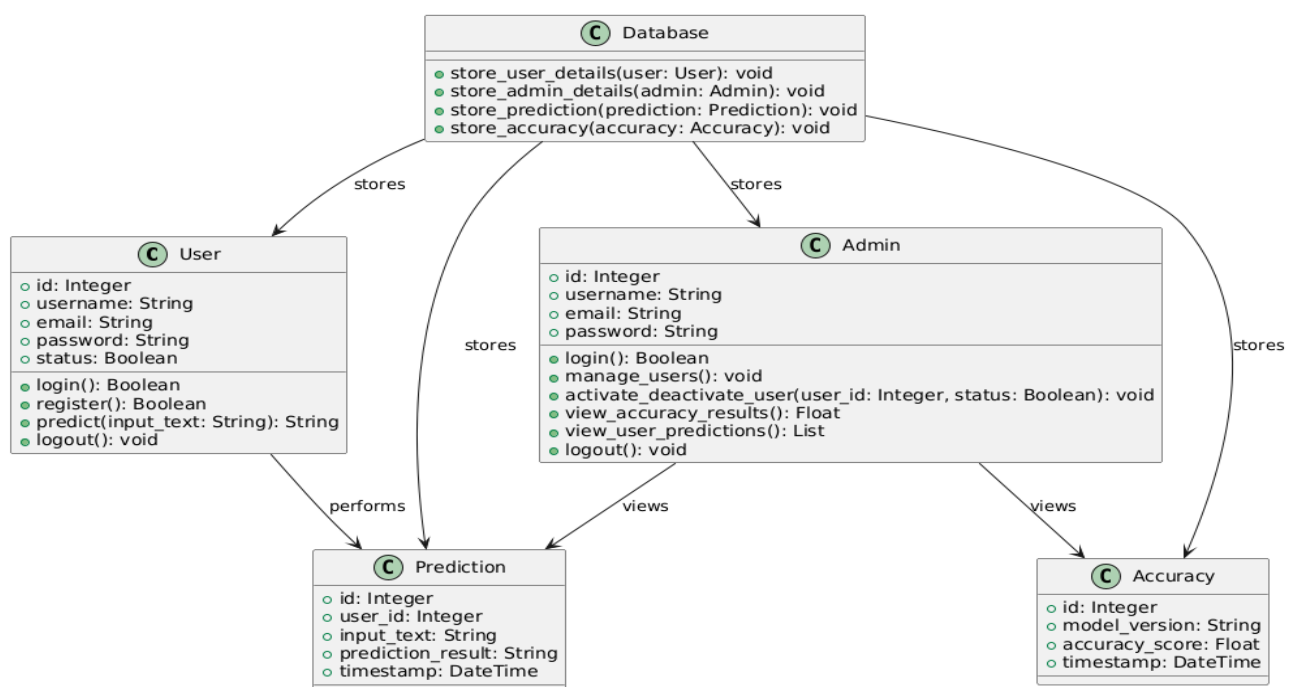 C Database
store_user_details(user: User): void
store_admin_details(admin: Admin): void
store_prediction(prediction: Prediction): void
store_accuracy(accuracy: Accuracy): void
stores
stores
stores
stores
C User
id: Integer
username: String
email: String
password: String
status: Boolean
login(): Boolean
register(): Boolean
predict(input_text: String): String
logout(): void
C Admin
id: Integer
username: String
email: String
password: String
login(): Boolean
manage_users(): void
activate_deactivate_user(user_id: Integer, status: Boolean): void
view_accuracy_results(): Float
view_user_predictions(): List
logout(): void
performs
views
views
C Prediction
id: Integer
user_id: Integer
input_text: String
prediction_result: String
timestamp: DateTime
C Accuracy
id: Integer
model_version: String
accuracy_score: Float
timestamp: DateTime